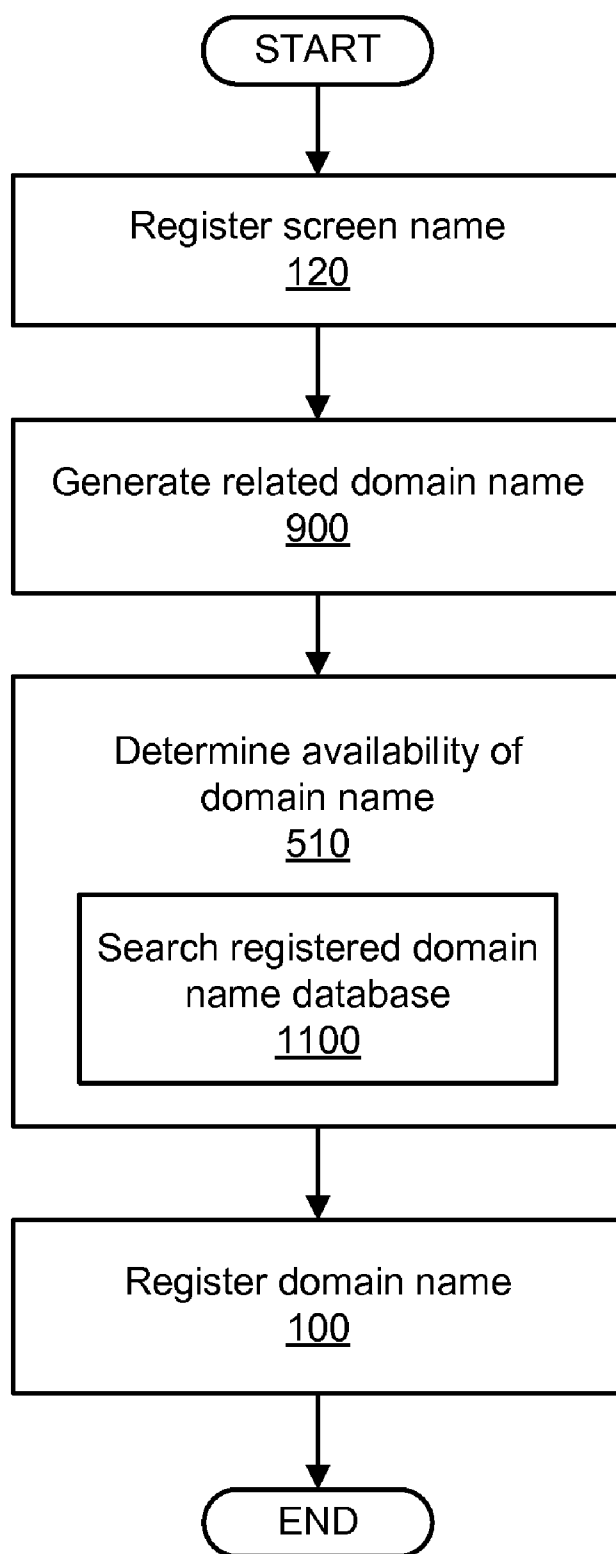 START
Register screen name
120
Generate related domain name
900
Determine availability of
domain name
510
Search registered domain
name database
1100
Register domain name
100
END